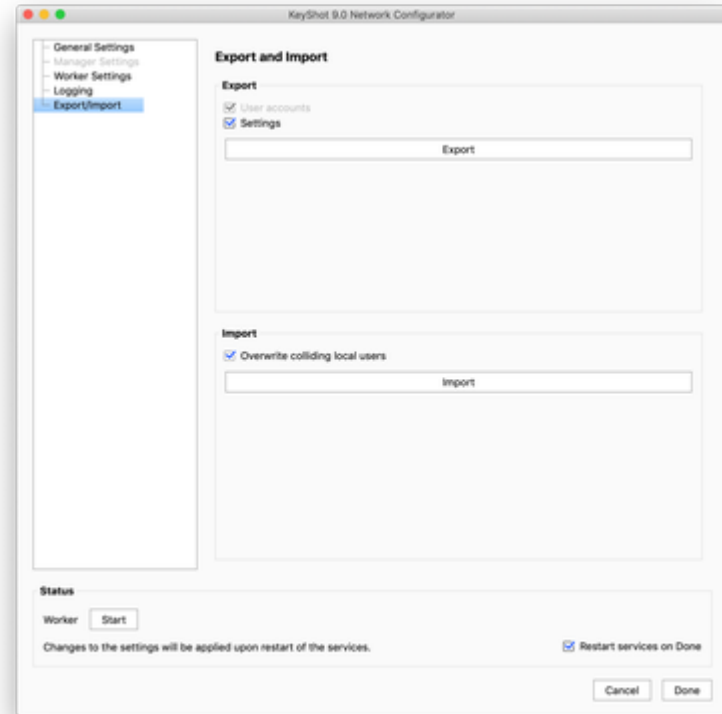 KeyShot 9.0 Network Configurator
General Settings
Manager Settings
Worker Settings
Logging
Export/Import
Export and Import
Export
User accounts
Settings
Export
Import
Overwrite colliding local users
Import
Status
Worker Start
Changes to the settings will be applied upon restart of the services. Restart services on Done
Cancel Done